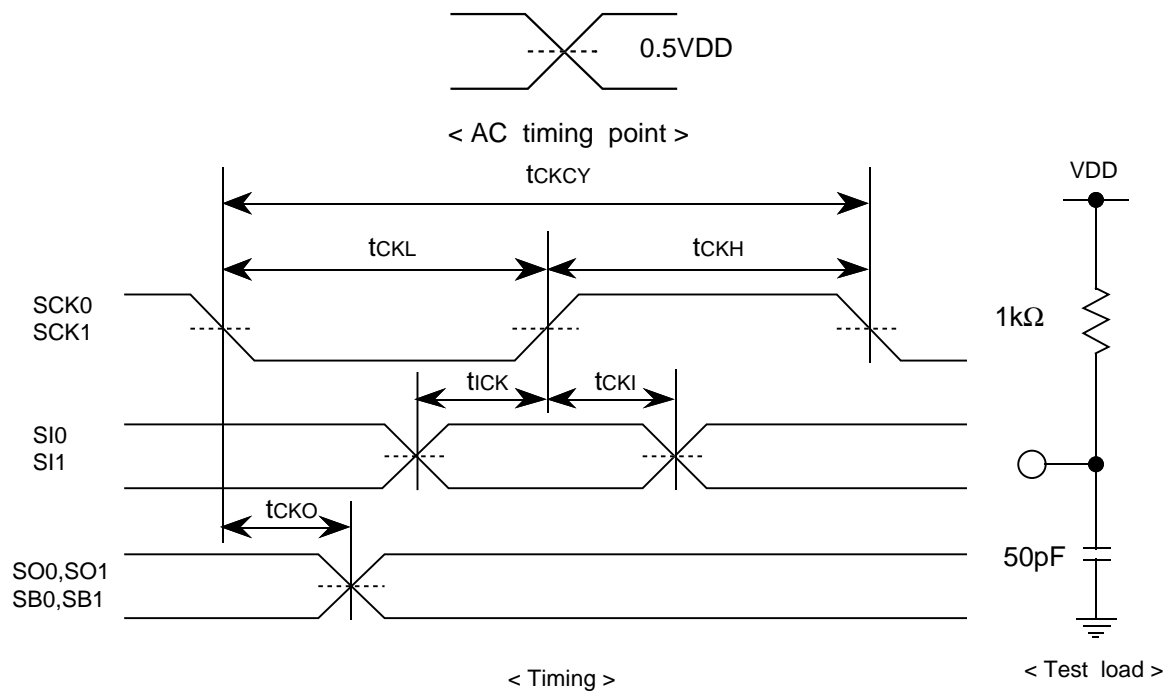 0.5VDD
< AC timing point >
tCKCY
VDD
tCKL
tCKH
SCK0
SCK1
1kΩ
tICK
tCKI
SI0
SI1
tCKO
50pF
SO0,SO1
SB0,SB1
< Timing >
< Test load >